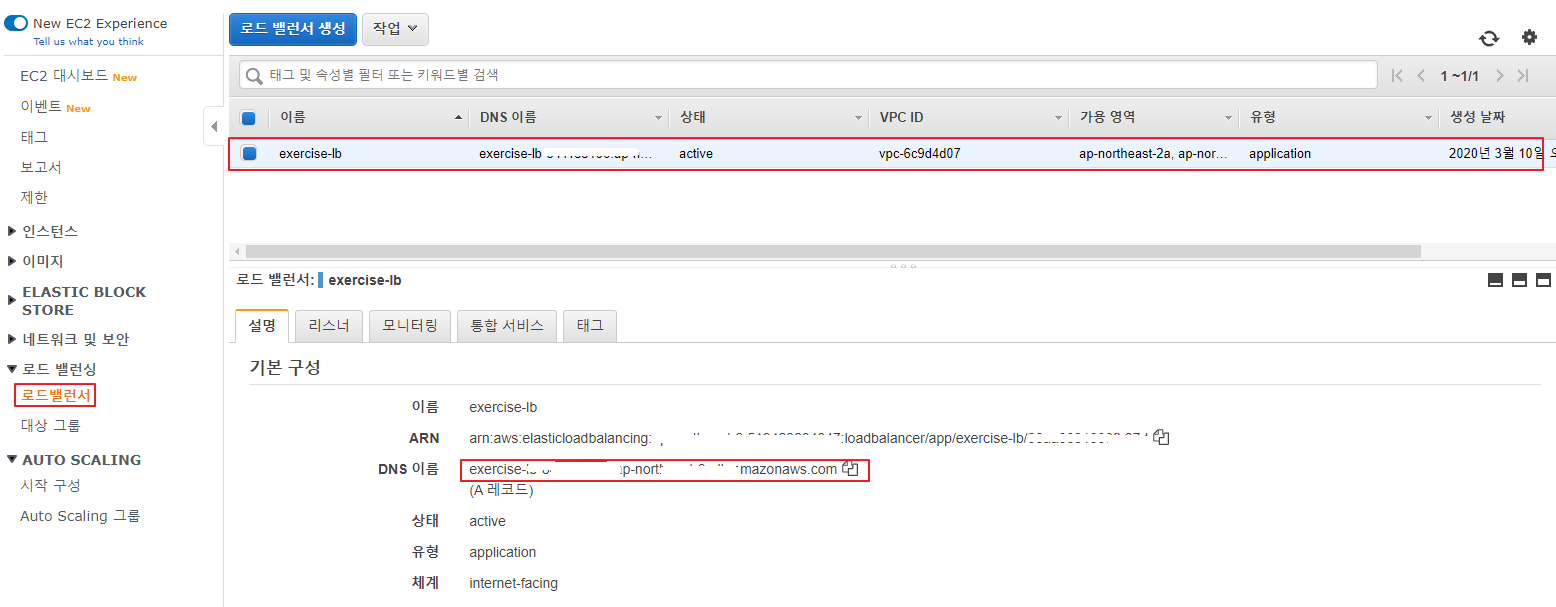 New EC2 Experience
Tell us what you think
EC2 대시보드 New
이벤트 New
태그
보고서
제한
인스턴스
이미지
ELASTIC BLOCK
STORE
네트워크 및 보안
로드 밸런싱
로드밸런서
대상 그룹
AUTO SCALING
시작 구성
Auto Scaling 그룹
로드 밸런서 생성 작업
태그 및 속성별 필터 또는 키워드별 검색 1 ~1/1
이름 DNS 이름 상태 VPC ID 가용 영역 유형 생성 날짜
exercise-lb exercise-lb active vpc-6c9d4d07 ap-northeast-2a, ap-nor... application 2020년 3월 10일
로드 밸런서: exercise-lb
설명 리스너 모니터링 통합 서비스 태그
기본 구성
이름 exercise-lb
ARN arn:aws:elasticloadbalancing: :loadbalancer/app/exercise-lb/
DNS 이름
(A 레코드)
상태 active
유형 application
체계 internet-facing